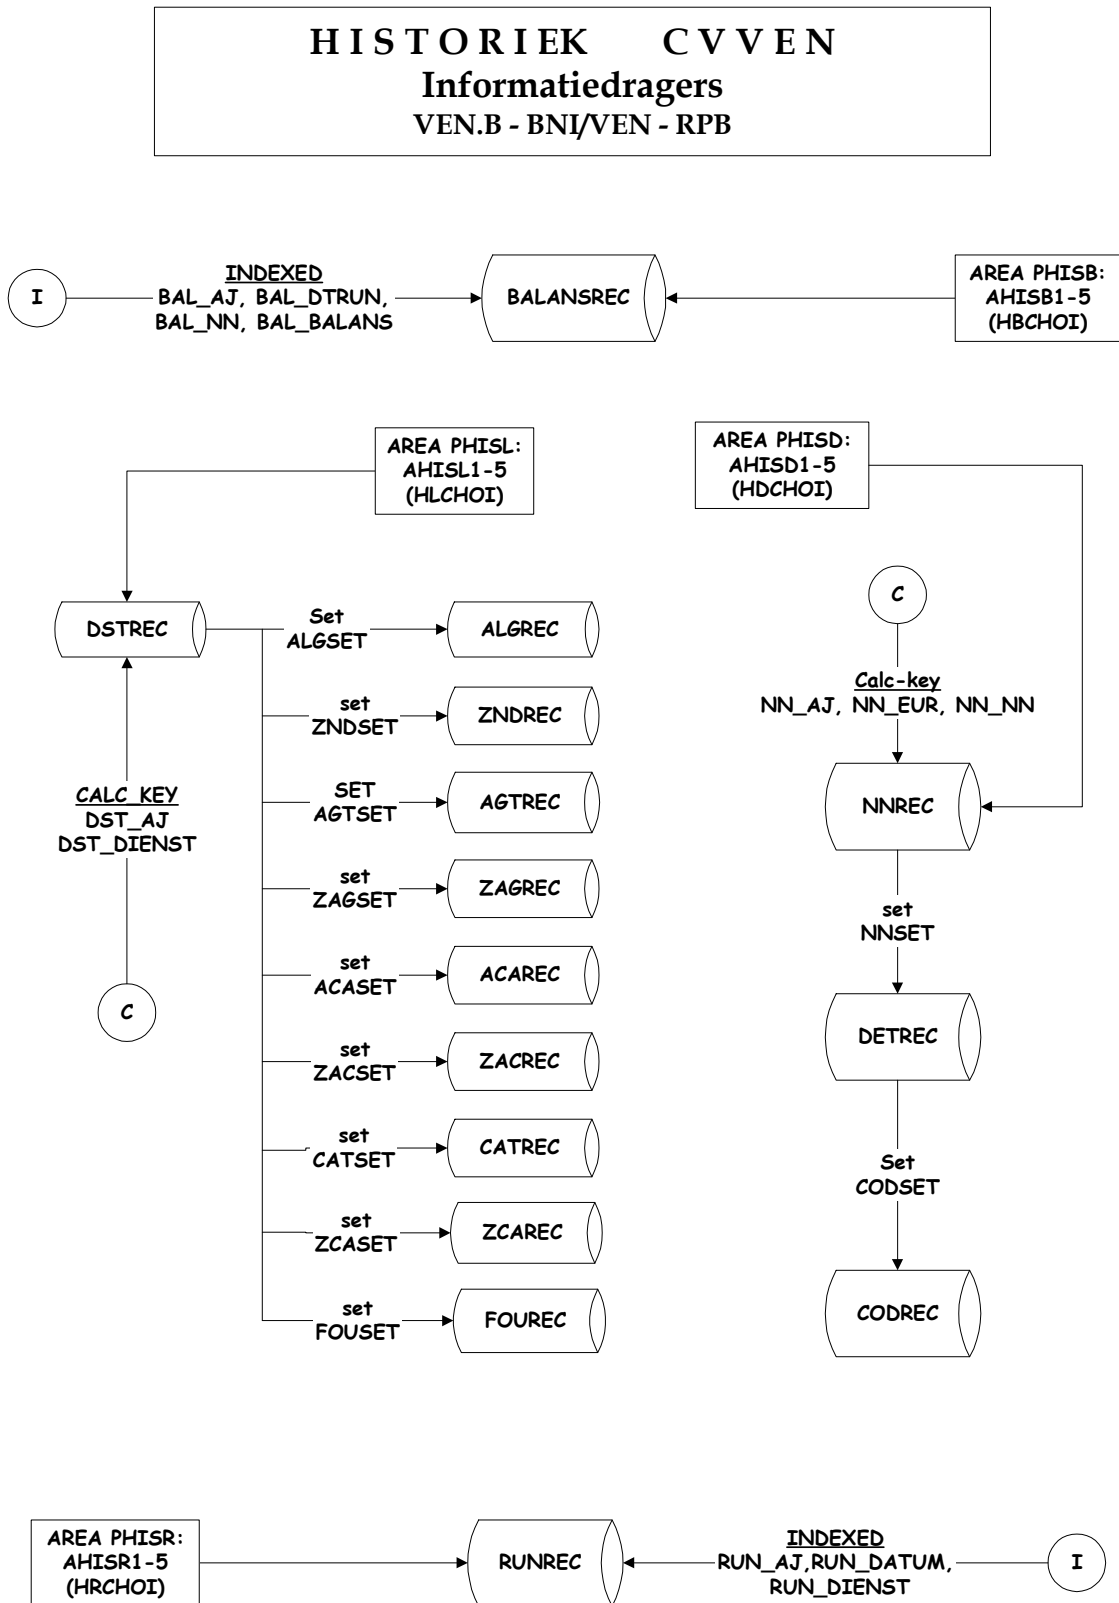 HISTORIEK CVVEN
Informatiedragers
VEN.B - BNI/VEN - RPB
I
INDEXED
BAL_AJ, BAL_DTRUN,
BAL_NN, BAL_BALANS
BALANSREC
AREA PHISB:
AHISB1-5
(HBCHOI)
AREA PHISL:
AHISL1-5
(HLCHOI)
AREA PHISD:
AHISD1-5
(HDCHOI)
DSTREC
Set
ALGSET
ALGREC
set
ZNDSET
ZNDREC
SET
AGTSET
AGTREC
set
ZAGSET
ZAGREC
set
ACASET
ACAREC
set
ZACSET
ZACREC
set
CATSET
CATREC
set
ZCASET
ZCAREC
set
FOUSET
FOUREC
CALC_KEY
DST_AJ
DST_DIENST
C
C
Calc-key
NN_AJ, NN_EUR, NN_NN
NNREC
set
NNSET
DETREC
Set
CODSET
CODREC
AREA PHISR:
AHISR1-5
(HRCHOI)
RUNREC
INDEXED
RUN_AJ,RUN_DATUM,
RUN_DIENST
I